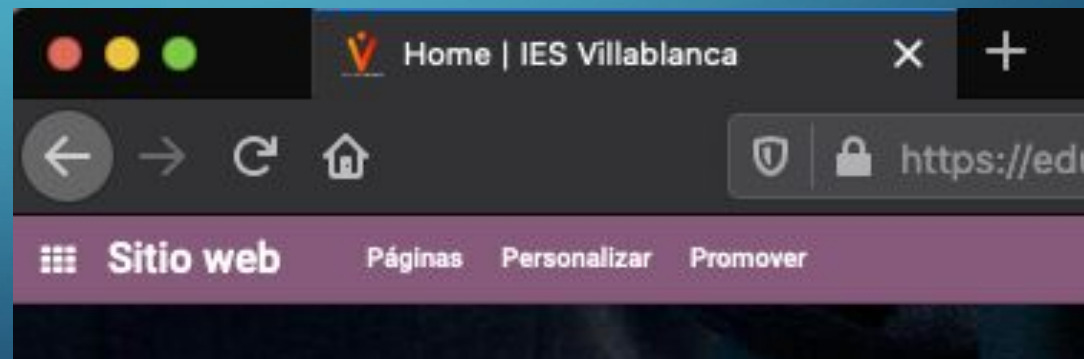 Home | IES Villablanca
https://edu
Sitio web Páginas Personalizar Promover